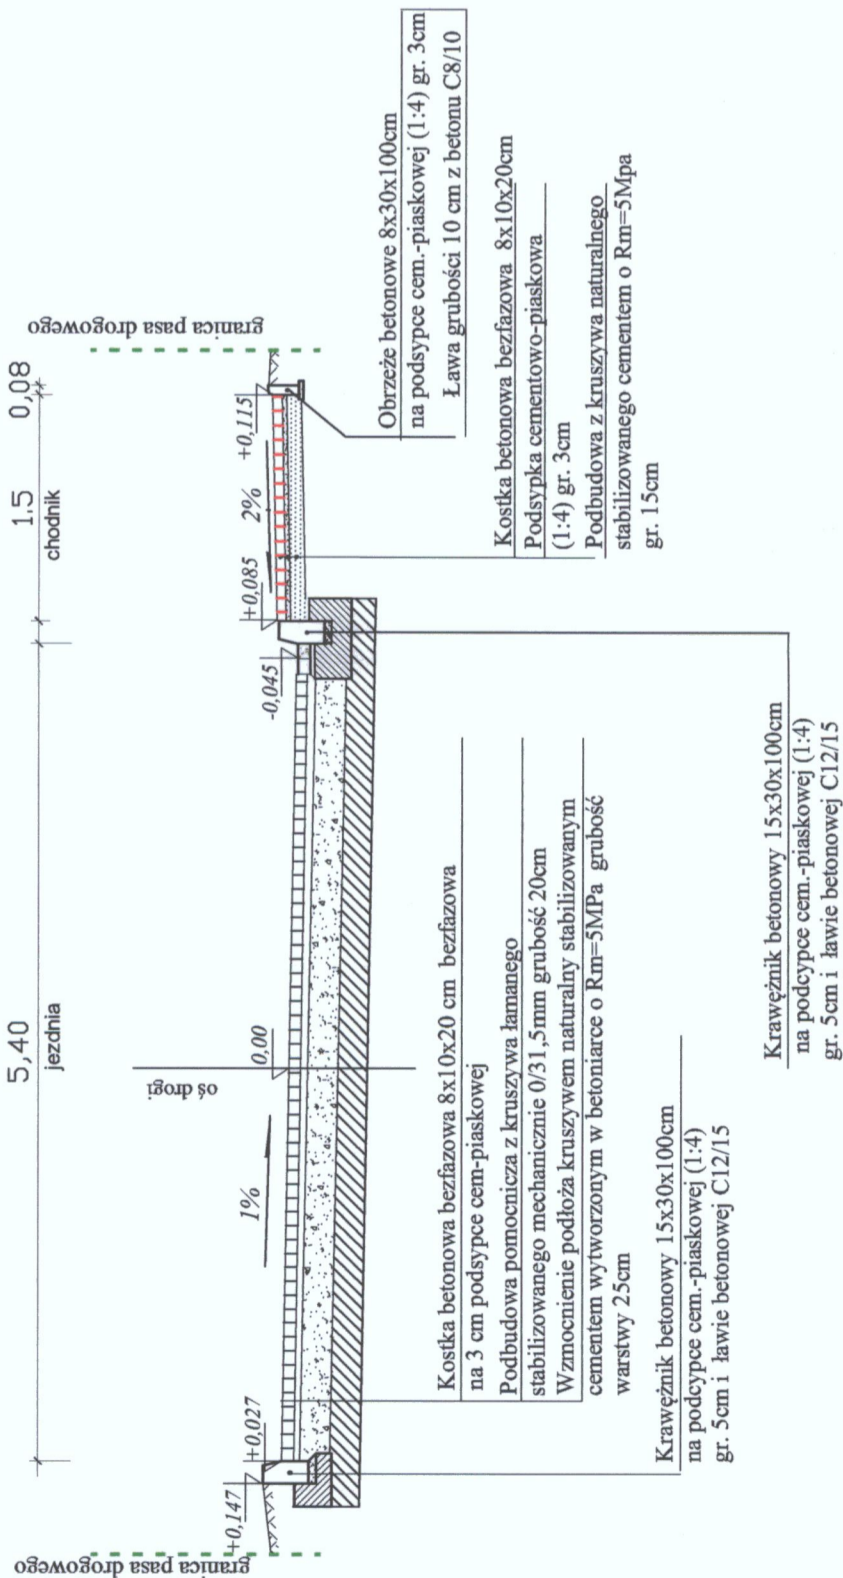 5,40
jezdnia
1,5
chodnik
0,08
granica pasa drogowego
granica pasa drogowego
+0,147
+0,027
1%
oś drogi
0,00
-0,045
+0,085
2%
+0,115
Obrzeże betonowe 8x30x100cm
na podsypce cem.-piaskowej (1:4) gr. 3cm
Ława grubości 10 cm z betonu C8/10
Kostka betonowa bezfazowa 8x10x20cm
Podsypka cementowo-piaskowa
(1:4) gr. 3cm
Podbudowa z kruszywa naturalnego
stabilizowanego cementem o Rm=5Mpa
gr. 15cm
Kostka betonowa bezfazowa 8x10x20 cm bezfazowa
na 3 cm podsypce cem-piaskowej
Podbudowa pomocnicza z kruszywa łamanego
stabilizowanego mechanicznie 0/31,5mm grubość 20cm
Wzmocnienie podłoża kruszywem naturalny stabilizowanym
cementem wytworzonym w betoniarce o Rm=5MPa grubość
warstwy 25cm
Krawężnik betonowy 15x30x100cm
na podcypce cem.-piaskowej (1:4)
gr. 5cm i ławie betonowej C12/15
Krawężnik betonowy 15x30x100cm
na podcypce cem.-piaskowej (1:4)
gr. 5cm i ławie betonowej C12/15